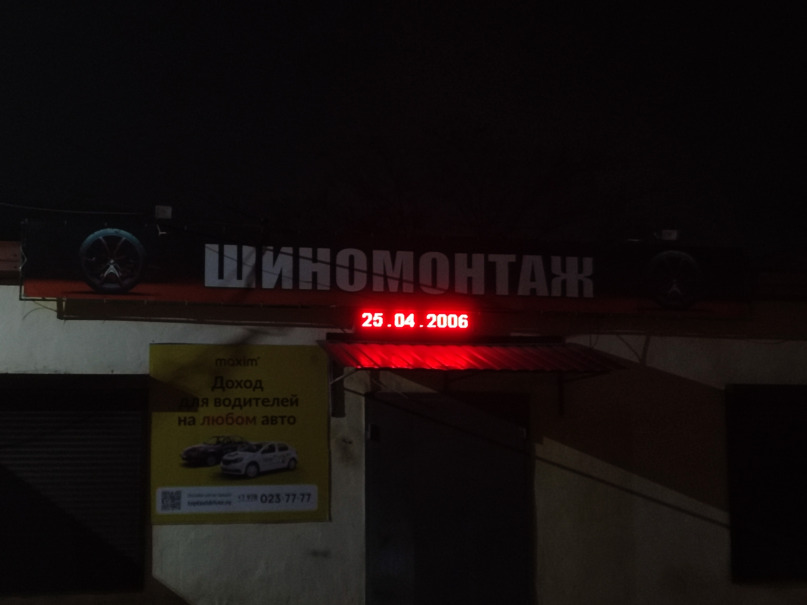 ШИНОМОНТАЖ
25.04.2006
maxim
Доход
для водителей
на любом авто
023-77-77